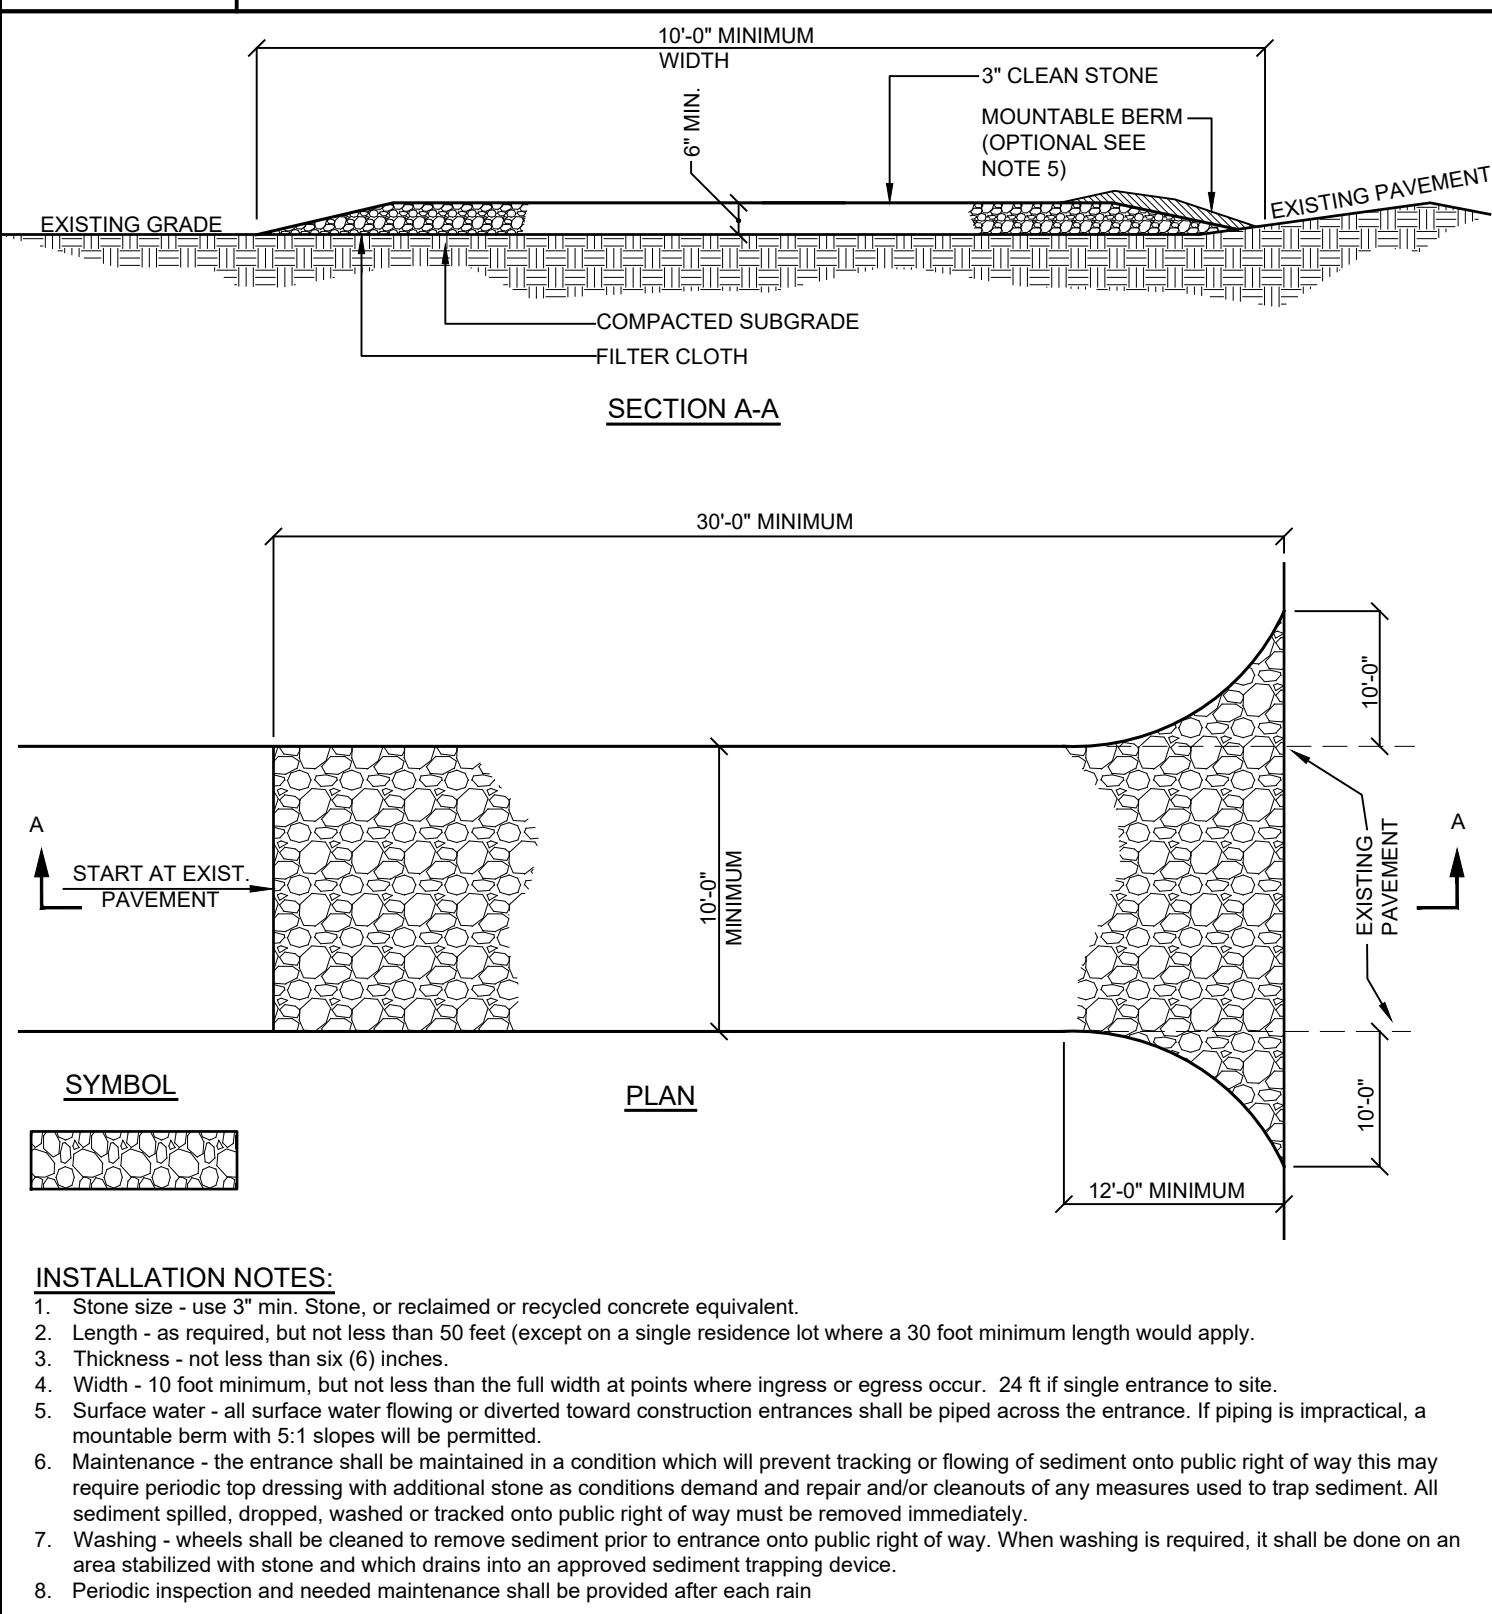 10'-0" MINIMUM
WIDTH
6" MIN.
3" CLEAN STONE
MOUNTABLE BERM
(OPTIONAL SEE
NOTE 5)
EXISTING GRADE
EXISTING PAVEMENT
COMPACTED SUBGRADE
FILTER CLOTH
SECTION A-A
30'-0" MINIMUM
10'-0"
A
START AT EXIST.
PAVEMENT
10'-0"
MINIMUM
EXISTING
PAVEMENT
A
SYMBOL
PLAN
10'-0"
12'-0" MINIMUM
INSTALLATION NOTES:
1. Stone size - use 3" min. Stone, or reclaimed or recycled concrete equivalent.
2. Length - as required, but not less than 50 feet (except on a single residence lot where a 30 foot minimum length would apply.
3. Thickness - not less than six (6) inches.
4. Width - 10 foot minimum, but not less than the full width at points where ingress or egress occur. 24 ft if single entrance to site.
5. Surface water - all surface water flowing or diverted toward construction entrances shall be piped across the entrance. If piping is impractical, a
mountable berm with 5:1 slopes will be permitted.
6. Maintenance - the entrance shall be maintained in a condition which will prevent tracking or flowing of sediment onto public right of way this may
require periodic top dressing with additional stone as conditions demand and repair and/or cleanouts of any measures used to trap sediment. All
sediment spilled, dropped, washed or tracked onto public right of way must be removed immediately.
7. Washing - wheels shall be cleaned to remove sediment prior to entrance onto public right of way. When washing is required, it shall be done on an
area stabilized with stone and which drains into an approved sediment trapping device.
8. Periodic inspection and needed maintenance shall be provided after each rain